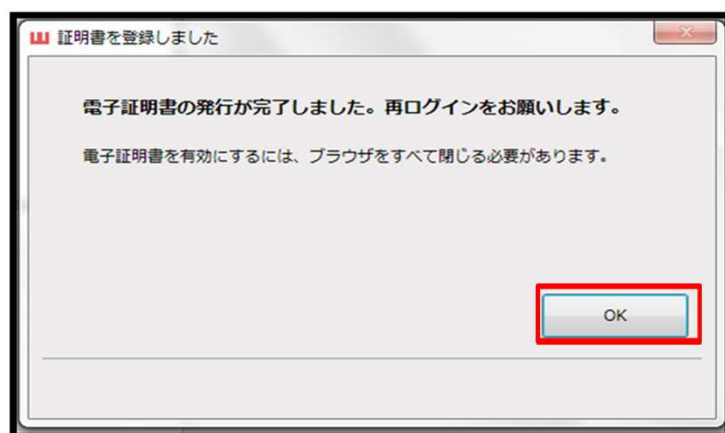 証明書を登録しました
電子証明書の発行が完了しました。再ログインをお願いします。
電子証明書を有効にするには、ブラウザをすべて閉じる必要があります。
OK